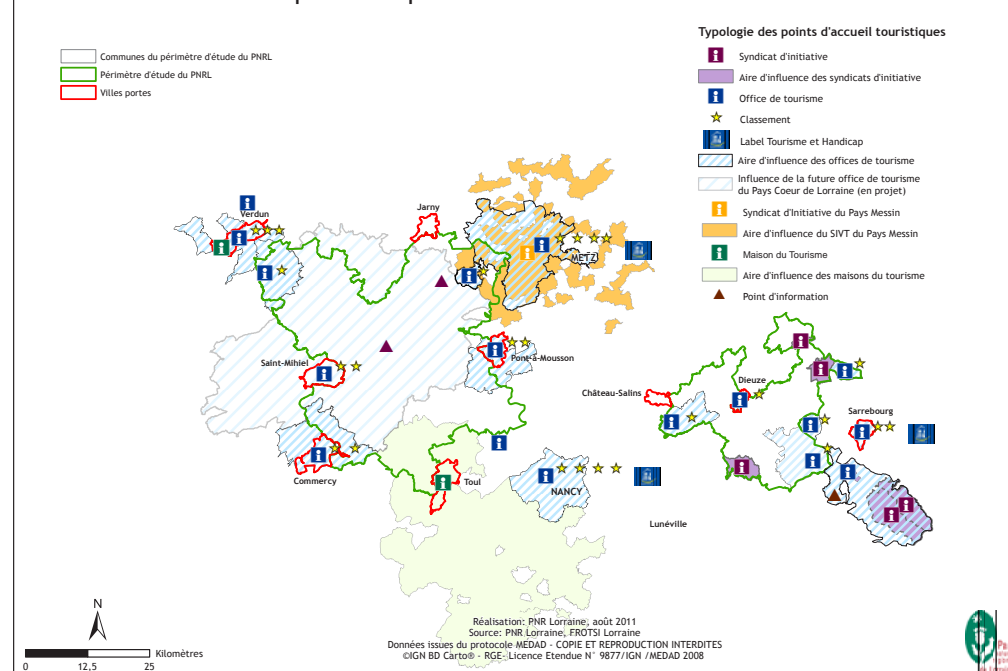 Typologie des points d'accueil touristiques
Communes du périmètre d'étude du PNRL
Périmètre d'étude du PNRL
Villes portes
Syndicat d'initiative
Aire d'influence des syndicats d'initiative
Office de tourisme
Classement
Label Tourisme et Handicap
Aire d'influence des offices de tourisme
Influence de la future office de tourisme
du Pays Coeur de Lorraine (en projet)
Syndicat d'Initiative du Pays Messin
Aire d'influence du SIVT du Pays Messin
Maison du Tourisme
Aire d'influence des maisons du tourisme
Point d'information
Verdun
Jarny
METZ
Saint-Mihiel
Pont-à-Mousson
Château-Salins
Dieuze
Sarrebourg
Commercy
Toul
NANCY
Lunéville
N
Kilomètres
0 12,5 25
Réalisation: PNR Lorraine, août 2011
Source: PNR Lorraine, FROTSI Lorraine
Données issues du protocole MEDAD - COPIE ET REPRODUCTION INTERDITES
©IGN BD Carto® - RGE- Licence Etendue N° 9877/IGN /MEDAD 2008